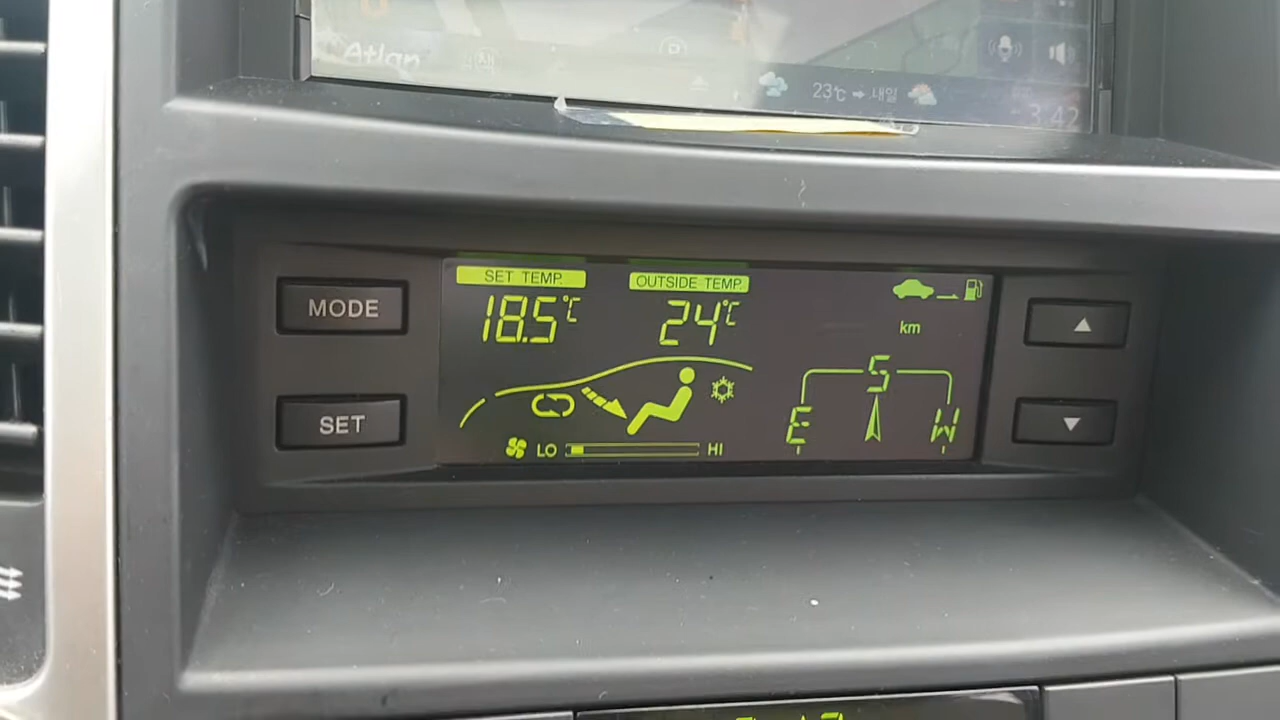 Atlan
P
23℃ ➡ 내일
3:42
SET TEMP.
OUTSIDE TEMP.
MODE
18.5℃
24℃
km
S
SET
E
W
LO
HI